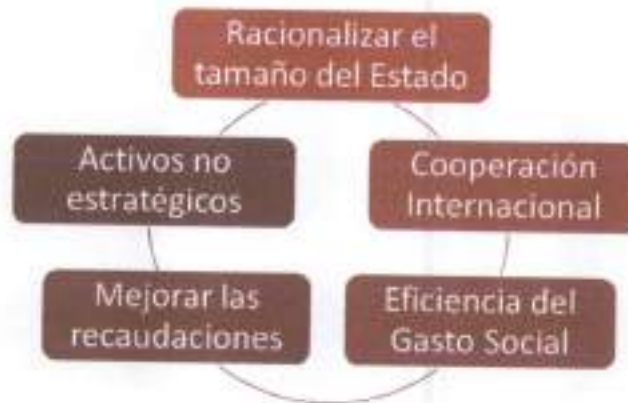 Racionalizar el
tamaño del Estado
Activos no
estratégicos
Cooperación
Internacional
Mejorar las
recaudaciones
Eficiencia del
Gasto Social